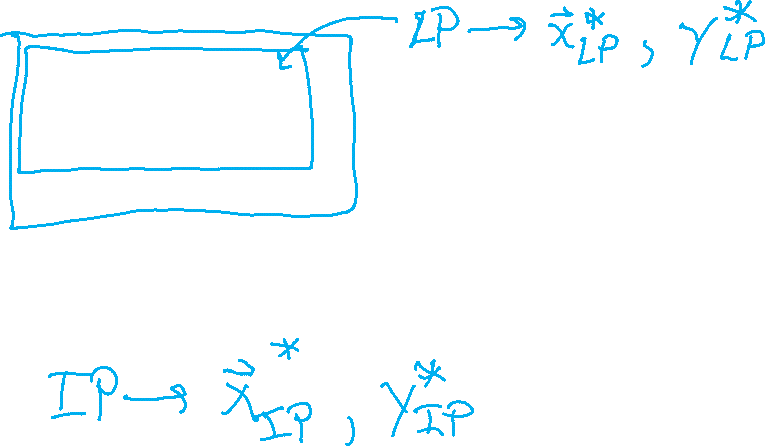 LP → x⃗*LP, γ*LP
IP → x⃗*IP, γ*IP